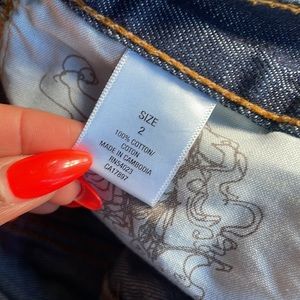 SIZE
2
100% COTTON/
COTON
MADE IN CAMBODIA
RN54023
CA17897